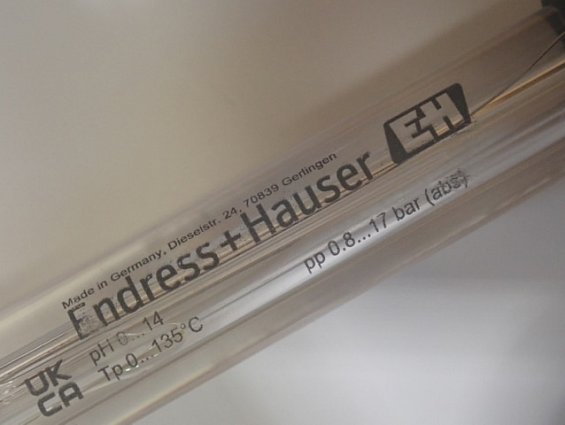 Made in Germany, Dieselstr. 24, 70839 Gerlingen
Endress+Hauser EH
pH 0...14
pp 0.8...17 bar (abs)
Tp 0...135°C
UK
CA